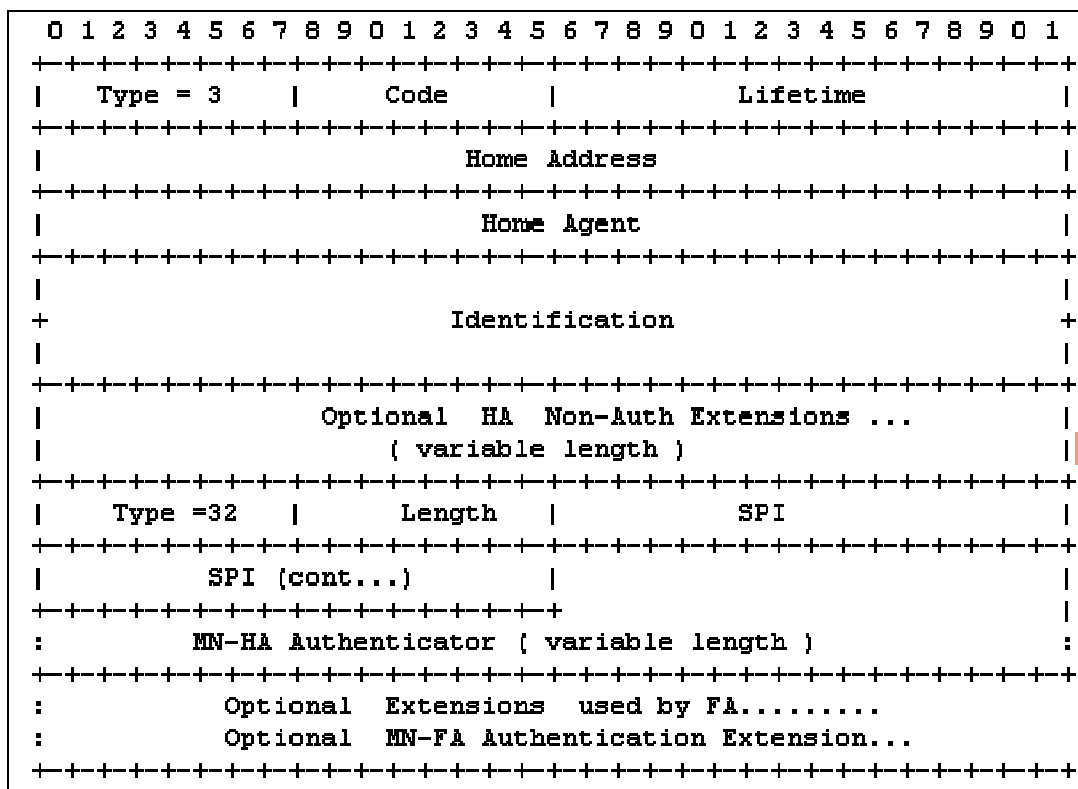 0 1 2 3 4 5 6 7 8 9 0 1 2 3 4 5 6 7 8 9 0 1 2 3 4 5 6 7 8 9 0 1
+-+-+-+-+-+-+-+-+-+-+-+-+-+-+-+-+-+-+-+-+-+-+-+-+-+-+-+-+-+-+-+-+
| Type = 3 | Code | Lifetime |
+-+-+-+-+-+-+-+-+-+-+-+-+-+-+-+-+-+-+-+-+-+-+-+-+-+-+-+-+-+-+-+-+
| Home Address |
+-+-+-+-+-+-+-+-+-+-+-+-+-+-+-+-+-+-+-+-+-+-+-+-+-+-+-+-+-+-+-+-+
| Home Agent |
+-+-+-+-+-+-+-+-+-+-+-+-+-+-+-+-+-+-+-+-+-+-+-+-+-+-+-+-+-+-+-+-+
| |
+ Identification +
| |
+-+-+-+-+-+-+-+-+-+-+-+-+-+-+-+-+-+-+-+-+-+-+-+-+-+-+-+-+-+-+-+-+
| Optional HA Non-Auth Extensions ... |
| ( variable length ) |
+-+-+-+-+-+-+-+-+-+-+-+-+-+-+-+-+-+-+-+-+-+-+-+-+-+-+-+-+-+-+-+-+
| Type =32 | Length | SPI |
+-+-+-+-+-+-+-+-+-+-+-+-+-+-+-+-+-+-+-+-+-+-+-+-+-+-+-+-+-+-+-+-+
| SPI (cont...) | |
+-+-+-+-+-+-+-+-+-+-+-+-+-+-+-+-+ |
: MN-HA Authenticator ( variable length ) :
+-+-+-+-+-+-+-+-+-+-+-+-+-+-+-+-+-+-+-+-+-+-+-+-+-+-+-+-+-+-+-+-+
: Optional Extensions used by FA.........
: Optional MN-FA Authentication Extension...
+-+-+-+-+-+-+-+-+-+-+-+-+-+-+-+-+-+-+-+-+-+-+-+-+-+-+-+-+-+-+-+-+